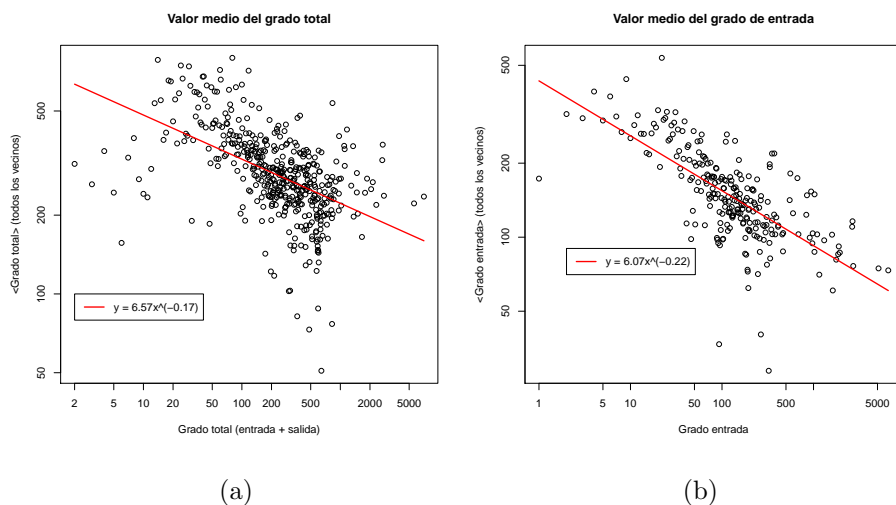 Valor medio del grado total
<Grado total> (todos los vecinos)
500
200
100
50
y = 6.57x^(−0.17)
2 5 10 20 50 100 200 500 2000 5000
Grado total (entrada + salida)
(a)
Valor medio del grado de entrada
<Grado entrada> (todos los vecinos)
500
200
100
50
y = 6.07x^(−0.22)
1 5 10 50 100 500 5000
Grado entrada
(b)